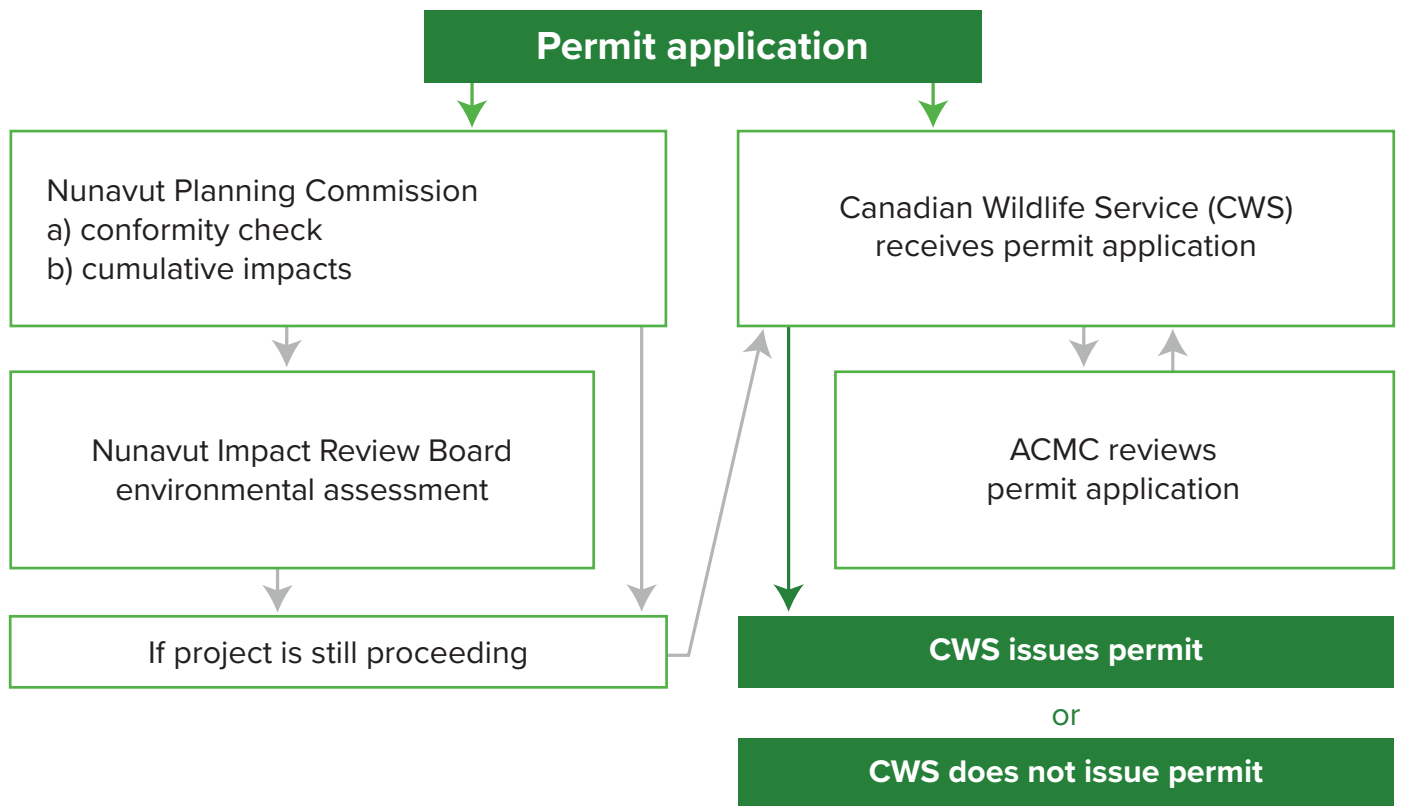 Permit application
Nunavut Planning Commission
a) conformity check
b) cumulative impacts
Canadian Wildlife Service (CWS)
receives permit application
Nunavut Impact Review Board
environmental assessment
ACMC reviews
permit application
If project is still proceeding
CWS issues permit
or
CWS does not issue permit